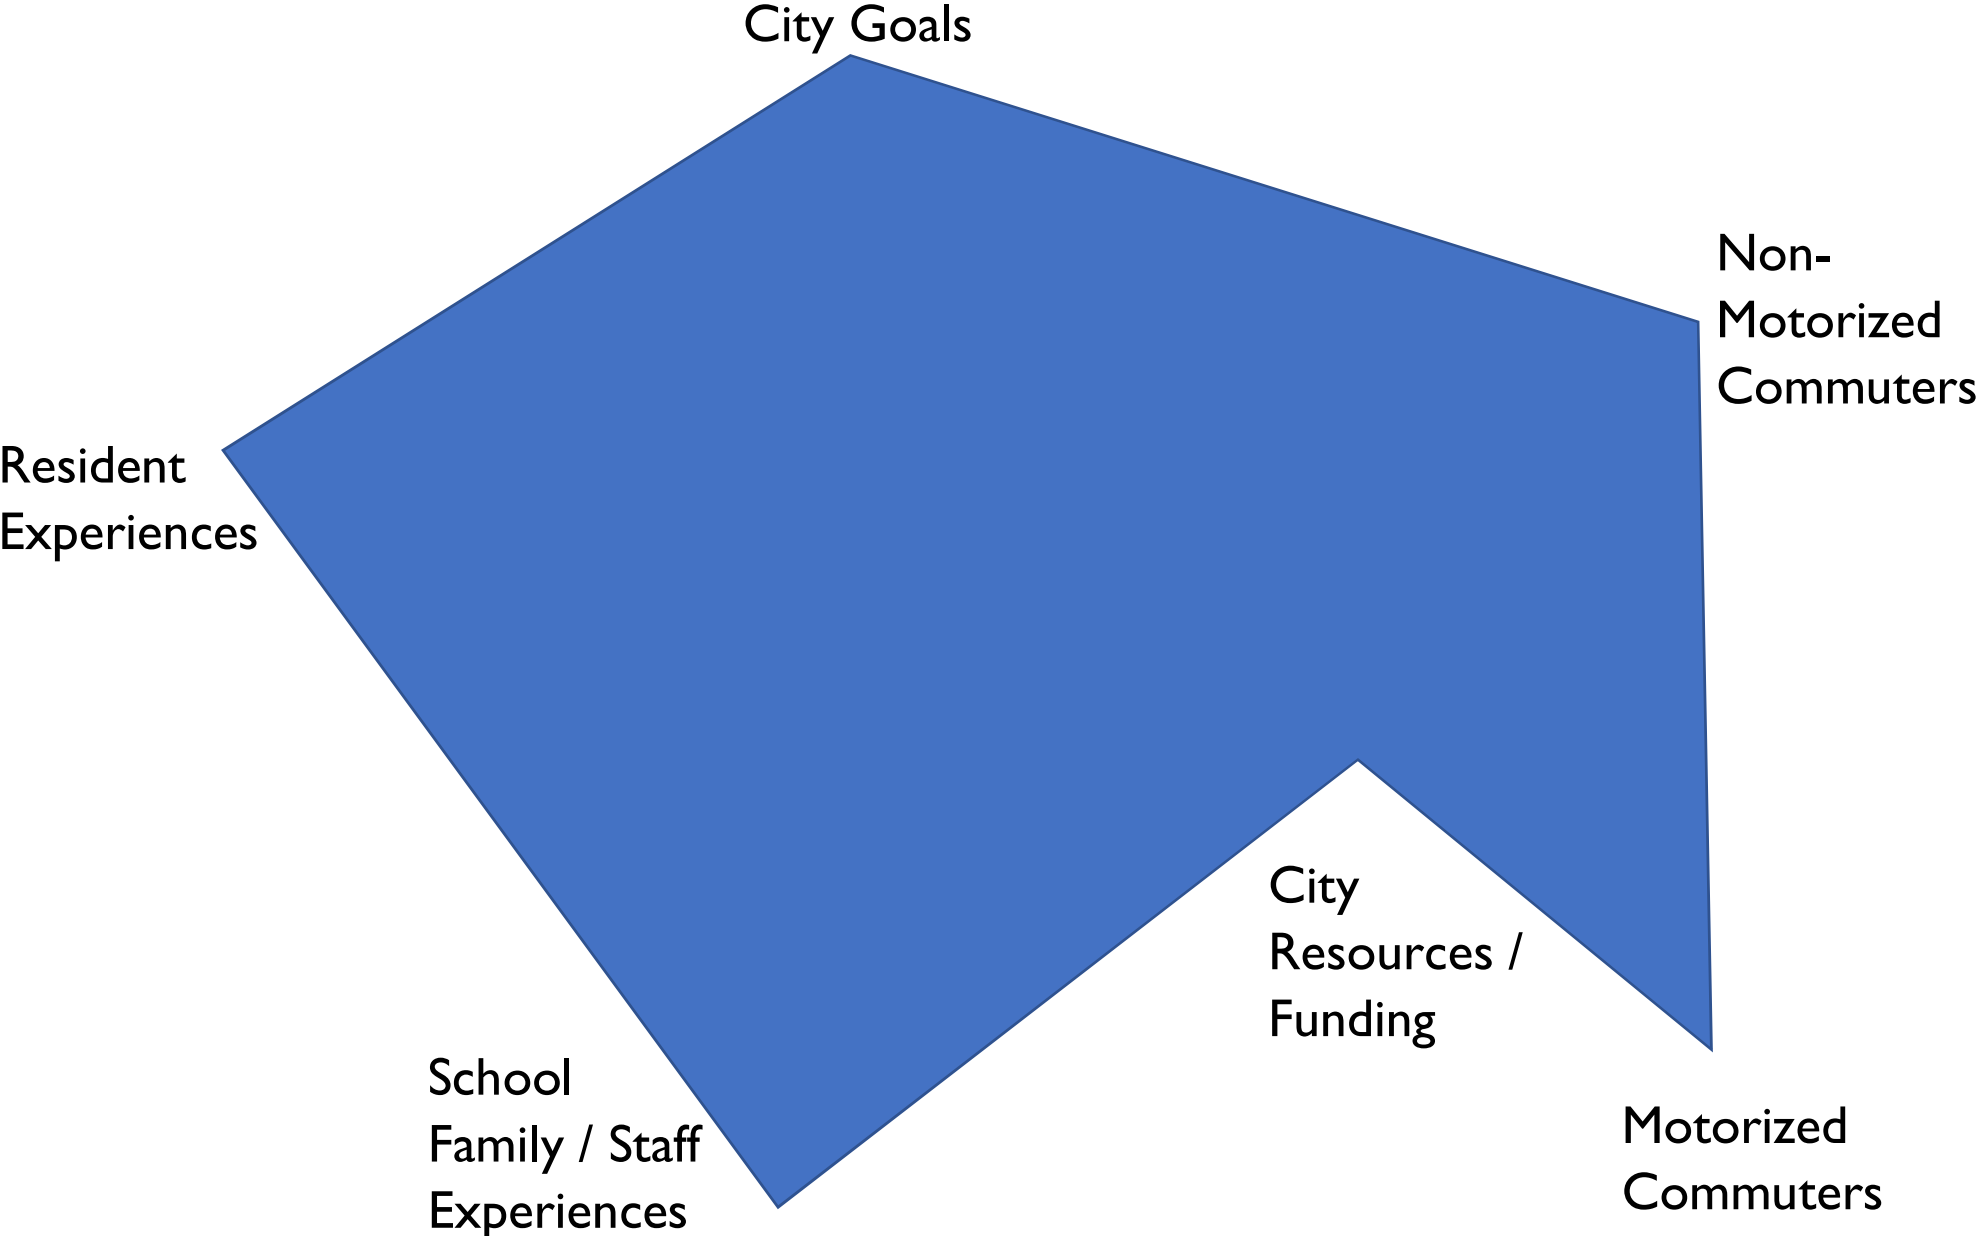 City Goals
Non-
Motorized
Commuters
Resident
Experiences
City
Resources /
Funding
School
Family / Staff
Experiences
Motorized
Commuters